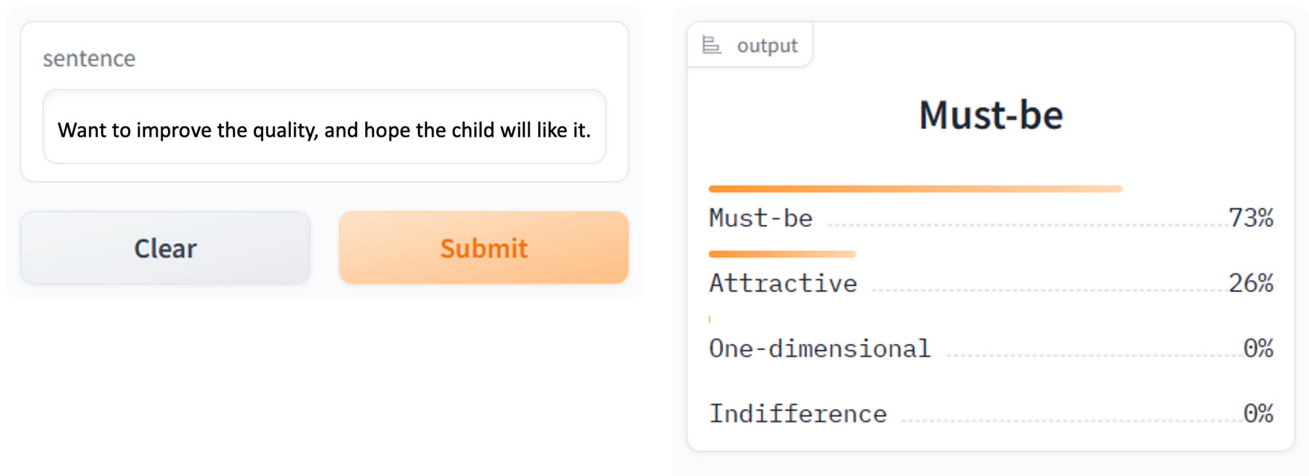 sentence
Want to improve the quality, and hope the child will like it.
Clear
Submit
output
Must-be
Must-be 73%
Attractive 26%
One-dimensional 0%
Indifference 0%